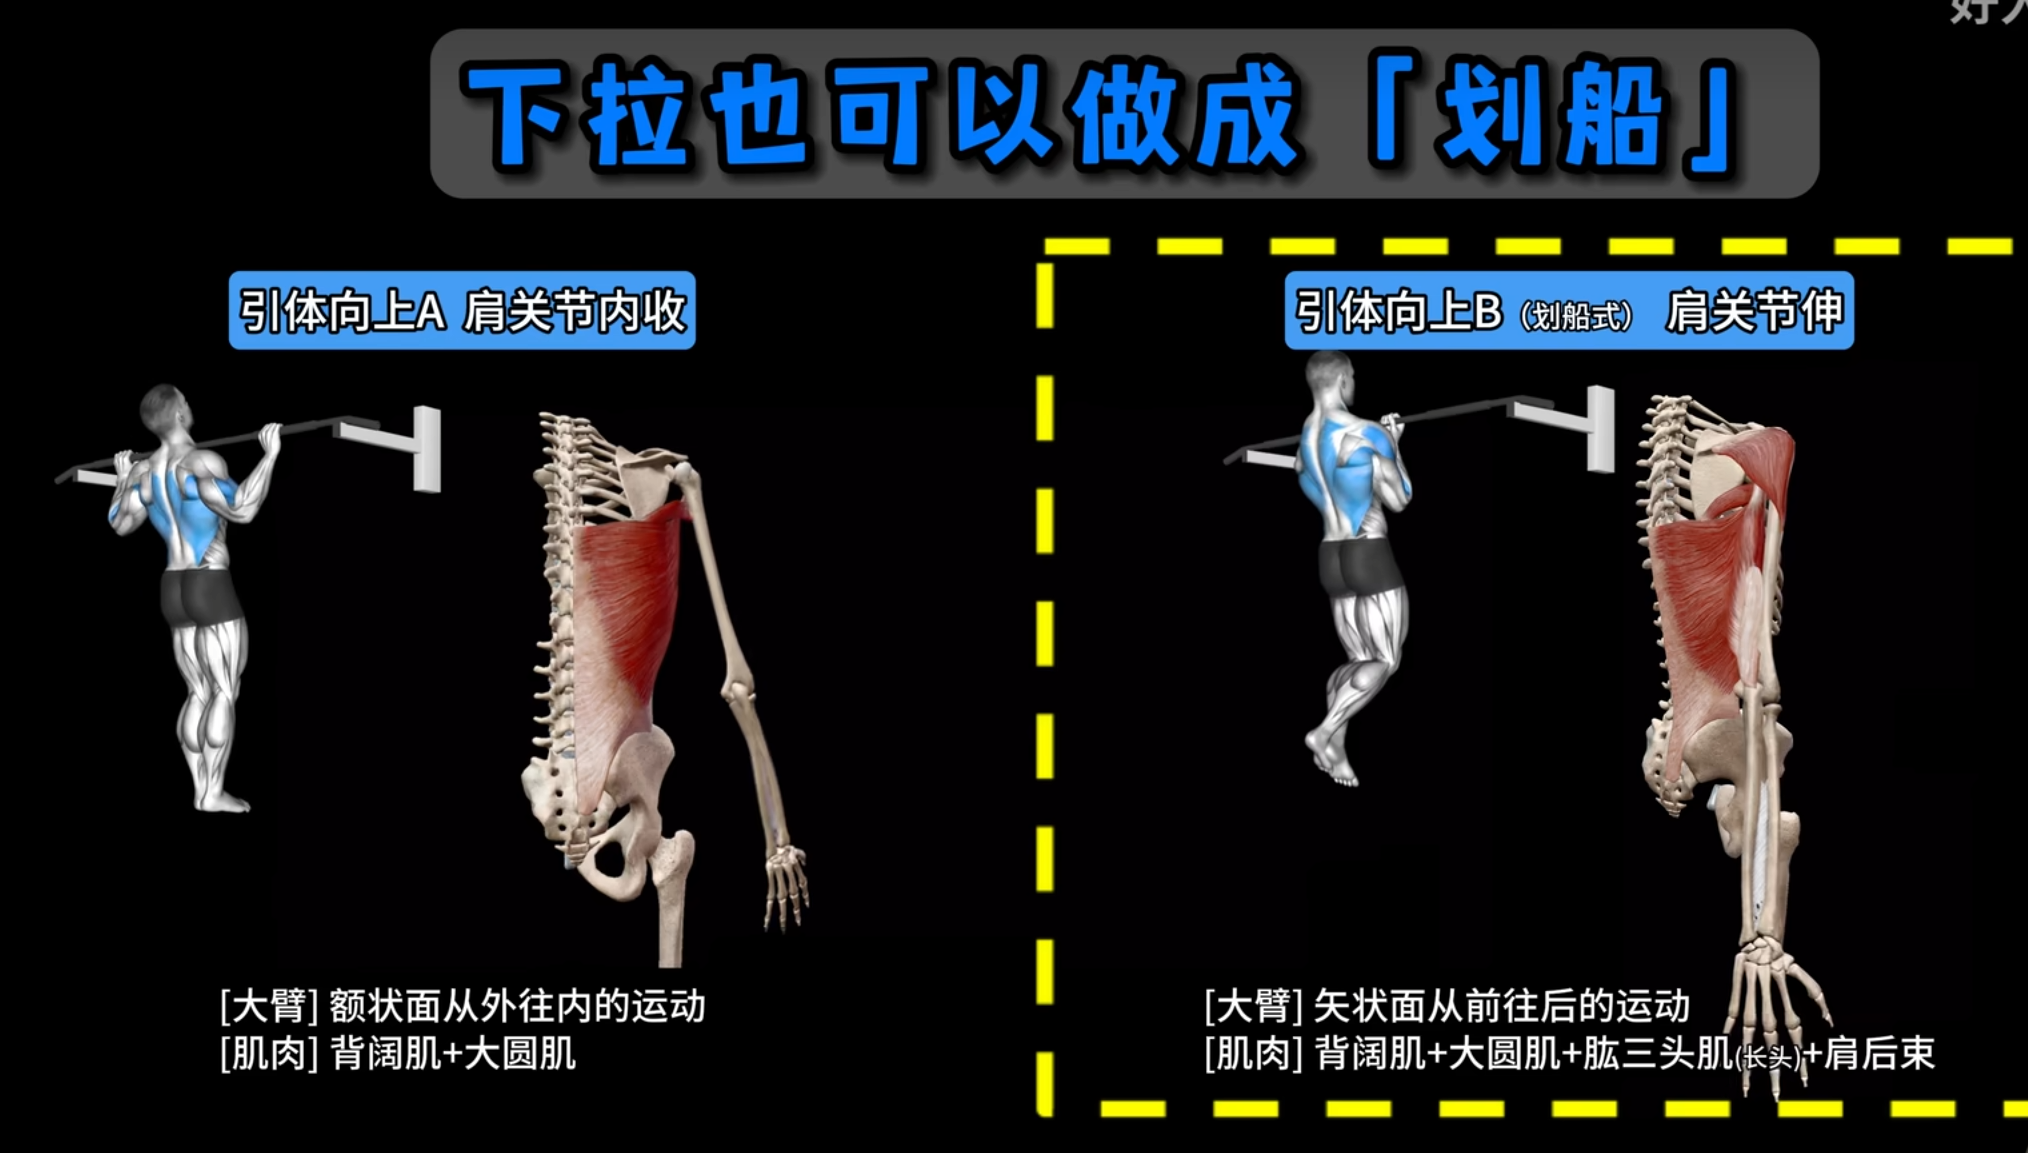 好
下拉也可以做成「划船」
引体向上A 肩关节内收
引体向上B（划船式） 肩关节伸
[大臂] 额状面从外往内的运动
[肌肉] 背阔肌+大圆肌
[大臂] 矢状面从前往后的运动
[肌肉] 背阔肌+大圆肌+肱三头肌(长头)+肩后束